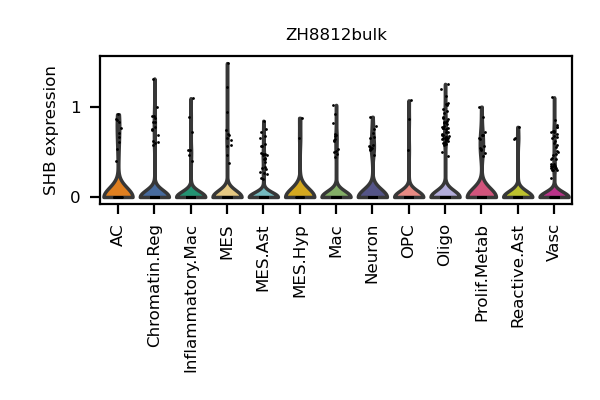 ZH8812bulk
SHB expression
1
0
AC
Chromatin.Reg
Inflammatory.Mac
MES
MES.Ast
MES.Hyp
Mac
Neuron
OPC
Oligo
Prolif.Metab
Reactive.Ast
Vasc